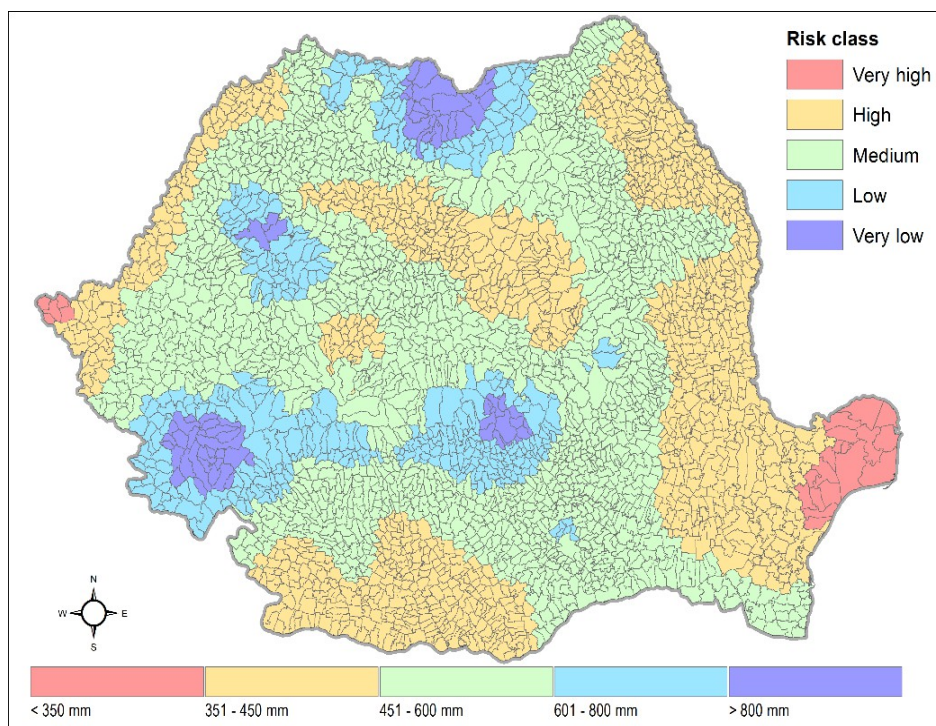 Risk class
Very high
High
Medium
Low
Very low
N
W E
S
< 350 mm 351 - 450 mm 451 - 600 mm 601 - 800 mm > 800 mm